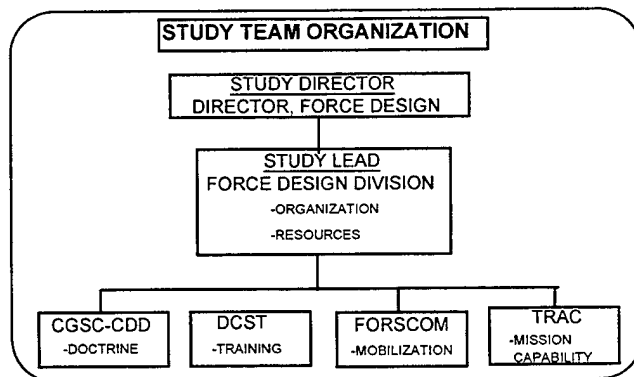 STUDY TEAM ORGANIZATION
STUDY DIRECTOR
DIRECTOR, FORCE DESIGN
STUDY LEAD
FORCE DESIGN DIVISION
-ORGANIZATION
-RESOURCES
CGSC-CDD
-DOCTRINE
DCST
-TRAINING
FORSCOM
-MOBILIZATION
TRAC
-MISSION
CAPABILITY